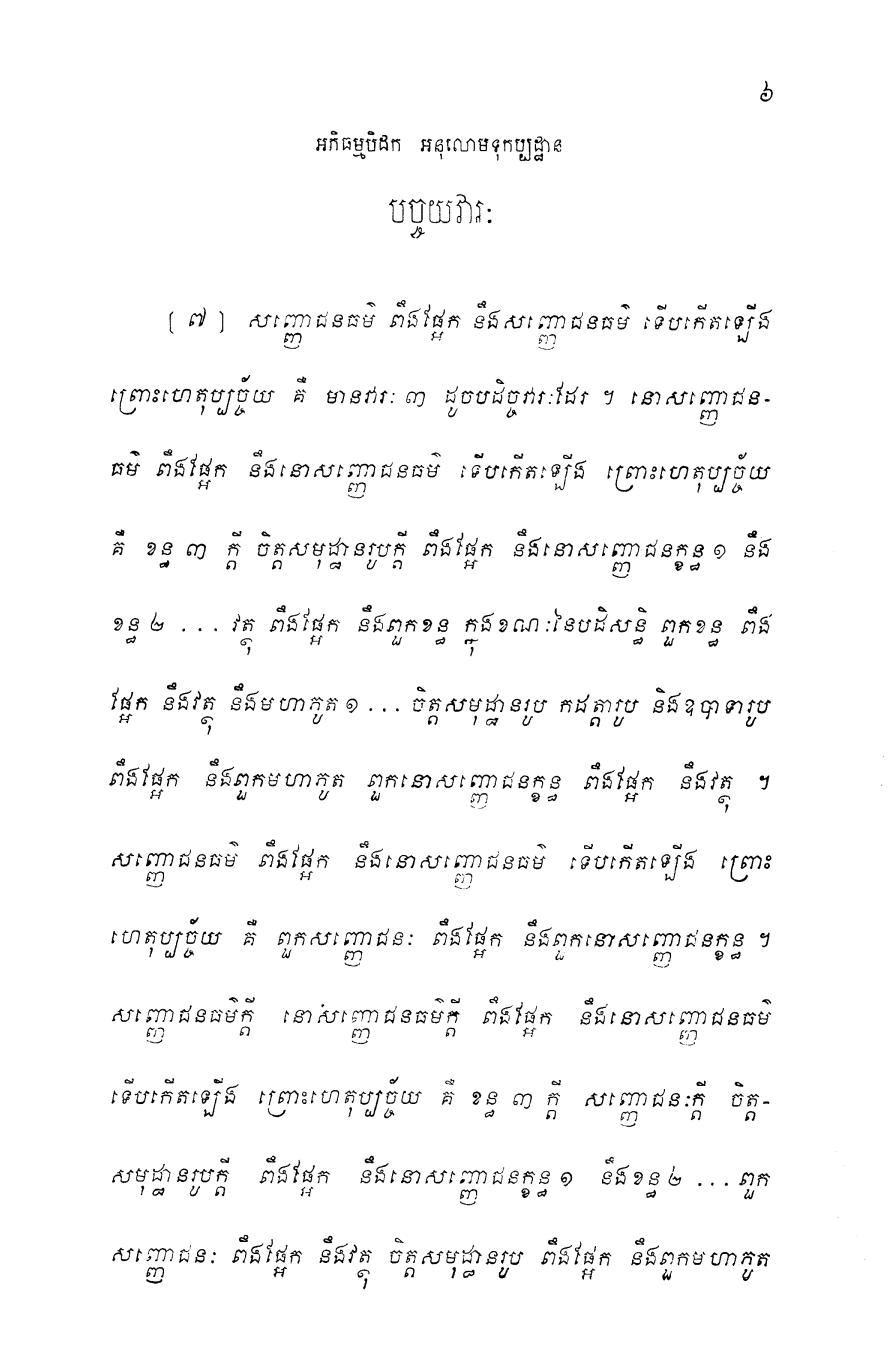 ៦
អភិធម្មបិដក អនុលោមទុកប្បដ្ឋាន
បច្ចយវារៈ
(៧) សញ្ញោជនធម៌ ពឹងផ្អែក នឹងសញ្ញោជនធម៌ ទើបកើតឡើង
ព្រោះហេតុប្បច្ច័យ គឺ មានវារៈ ៣ ដូចបដិច្ចវារៈដែរ ។ នោសញ្ញោជន-
ធម៌ ពឹងផ្អែក នឹងនោសញ្ញោជនធម៌ ទើបកើតឡើង ព្រោះហេតុប្បច្ច័យ
គឺ ខន្ធ ៣ ក្តី ចិត្តសមុដ្ឋានរូបក្តី ពឹងផ្អែក នឹងនោសញ្ញោជនក្ខន្ធ ១ នឹង
ខន្ធ ២ ... វត្ថុ ពឹងផ្អែក នឹងពួកខន្ធ ក្នុងខណៈនៃបដិសន្ធិ ពួកខន្ធ ពឹង
ផ្អែក នឹងវត្ថុ នឹងមហាភូត ១ ... ចិត្តសមុដ្ឋានរូប កដត្តារូប និងឧបាទារូប
ពឹងផ្អែក នឹងពួកមហាភូត ពួកនោសញ្ញោជនក្ខន្ធ ពឹងផ្អែក នឹងវត្ថុ ។
សញ្ញោជនធម៌ ពឹងផ្អែក នឹងនោសញ្ញោជនធម៌ ទើបកើតឡើង ព្រោះ
ហេតុប្បច្ច័យ គឺ ពួកសញ្ញោជនៈ ពឹងផ្អែក នឹងពួកនោសញ្ញោជនក្ខន្ធ ។
សញ្ញោជនធម៌ក្តី នោសញ្ញោជនធម៌ក្តី ពឹងផ្អែក នឹងនោសញ្ញោជនធម៌
ទើបកើតឡើង ព្រោះហេតុប្បច្ច័យ គឺ ខន្ធ ៣ ក្តី សញ្ញោជនៈក្តី ចិត្ត-
សមុដ្ឋានរូបក្តី ពឹងផ្អែក នឹងនោសញ្ញោជនក្ខន្ធ ១ នឹងខន្ធ ២ ... ពួក
សញ្ញោជនៈ ពឹងផ្អែក នឹងវត្ថុ ចិត្តសមុដ្ឋានរូប ពឹងផ្អែក នឹងពួកមហាភូត